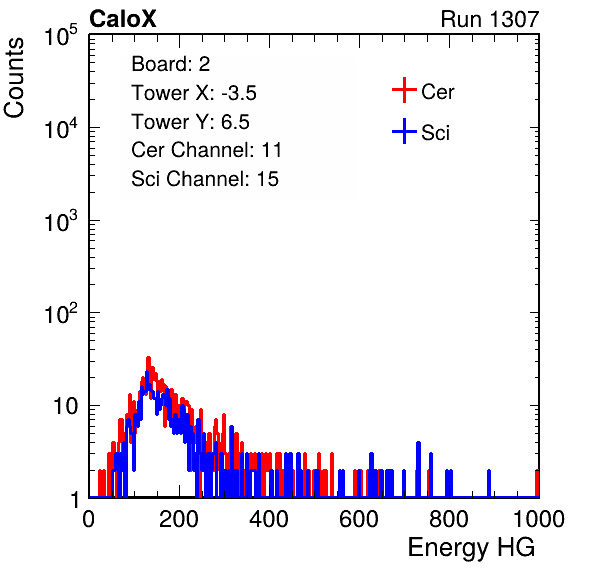 CaloX Run 1307
Counts
Board: 2
Tower X: -3.5
Tower Y: 6.5
Cer Channel: 11
Sci Channel: 15
Cer
Sci
10^5
10^4
10^3
10^2
10
1
0 200 400 600 800 1000
Energy HG